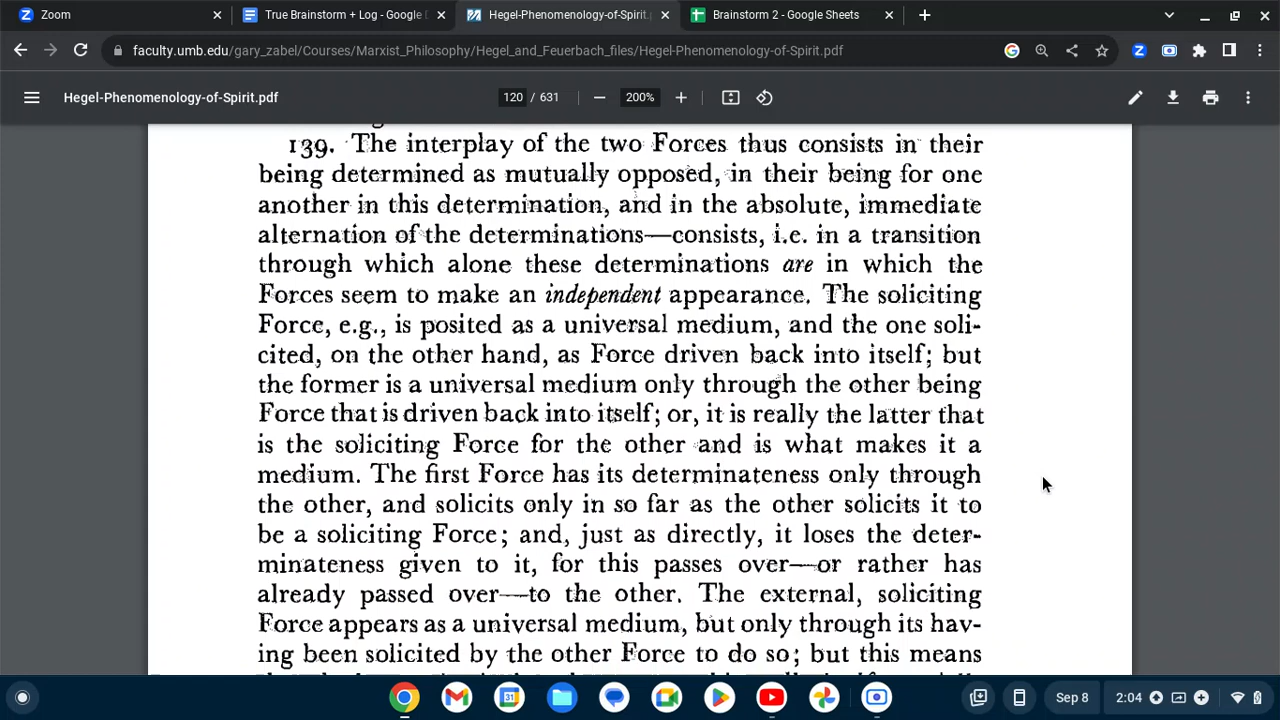 Zoom
True Brainstorm + Log - Google D
Hegel-Phenomenology-of-Spirit.
Brainstorm 2 - Google Sheets
faculty.umb.edu/gary_zabel/Courses/Marxist_Philosophy/Hegel_and_Feuerbach_files/Hegel-Phenomenology-of-Spirit.pdf
Hegel-Phenomenology-of-Spirit.pdf
120 / 631
200%
139. The interplay of the two Forces thus consists in their
being determined as mutually opposed, in their being for one
another in this determination, and in the absolute, immediate
alternation of the determinations—consists, i.e. in a transition
through which alone these determinations are in which the
Forces seem to make an independent appearance. The soliciting
Force, e.g., is posited as a universal medium, and the one soli-
cited, on the other hand, as Force driven back into itself; but
the former is a universal medium only through the other being
Force that is driven back into itself; or, it is really the latter that
is the soliciting Force for the other and is what makes it a
medium. The first Force has its determinateness only through
the other, and solicits only in so far as the other solicits it to
be a soliciting Force; and, just as directly, it loses the deter-
minateness given to it, for this passes over—or rather has
already passed over—to the other. The external, soliciting
Force appears as a universal medium, but only through its hav-
ing been solicited by the other Force to do so; but this means
Sep 8
2:04